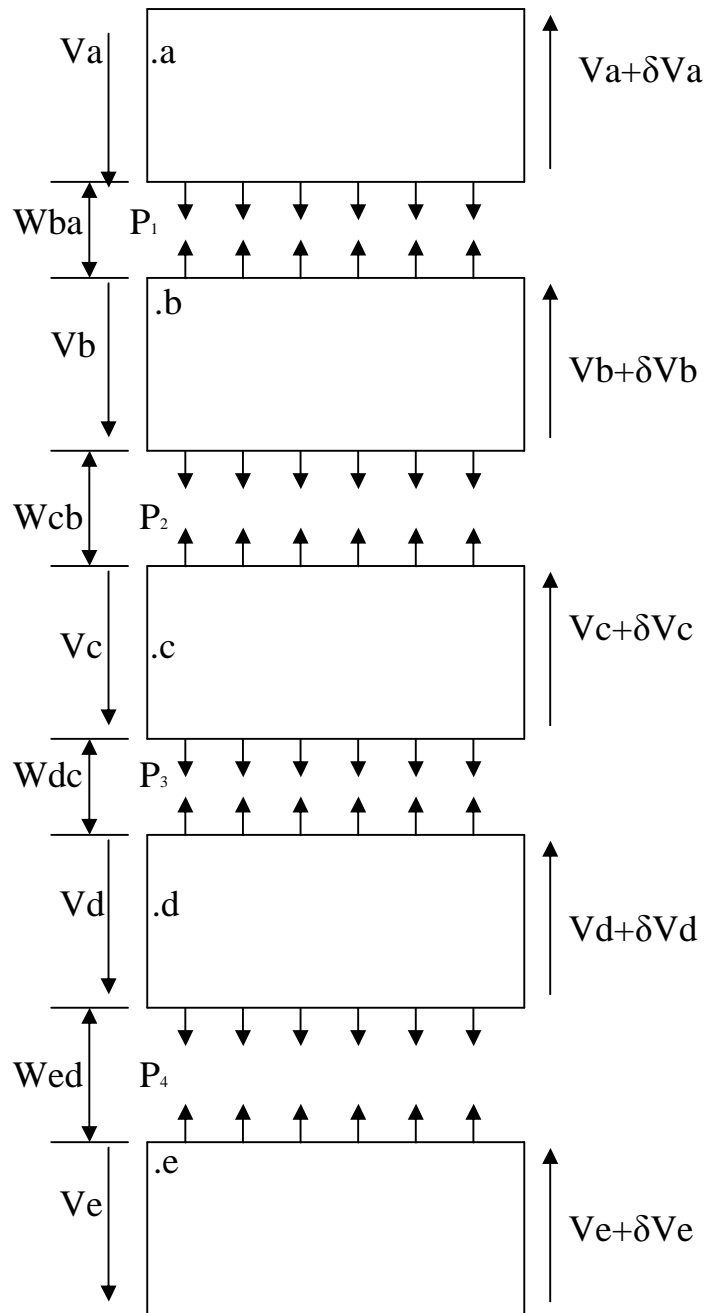 Va
.a
Va+δVa
Wba
P₁
.b
Vb
Vb+δVb
Wcb
P₂
Vc
.c
Vc+δVc
Wdc
P₃
Vd
.d
Vd+δVd
Wed
P₄
.e
Ve
Ve+δVe